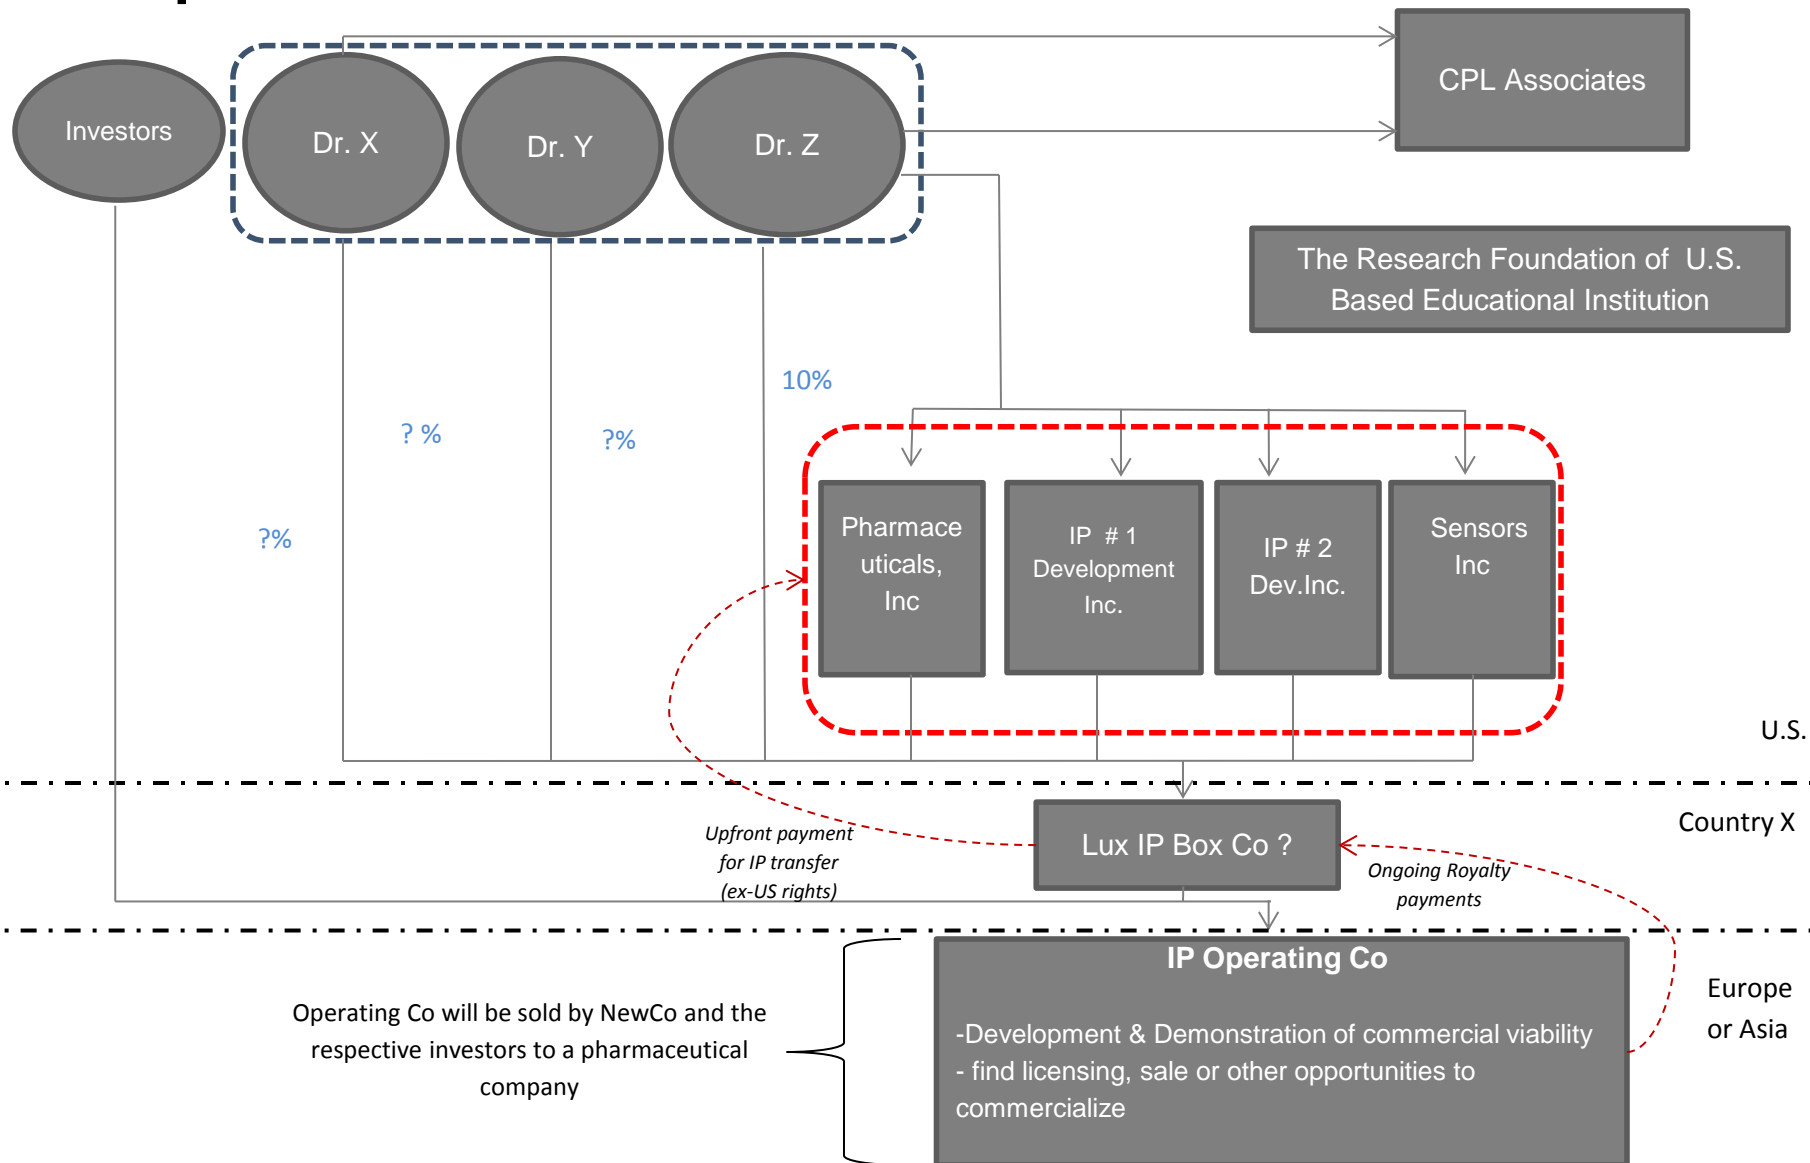 CPL Associates
Investors
Dr. X
Dr. Y
Dr. Z
The Research Foundation of U.S.
Based Educational Institution
10%
? %
?%
?%
Pharmace
uticals,
Inc
IP # 1
Development
Inc.
IP # 2
Dev.Inc.
Sensors
Inc
U.S.
Country X
Upfront payment
for IP transfer
(ex-US rights)
Lux IP Box Co ?
Ongoing Royalty
payments
IP Operating Co
-Development & Demonstration of commercial viability
- find licensing, sale or other opportunities to
commercialize
Operating Co will be sold by NewCo and the
respective investors to a pharmaceutical
company
Europe
or Asia